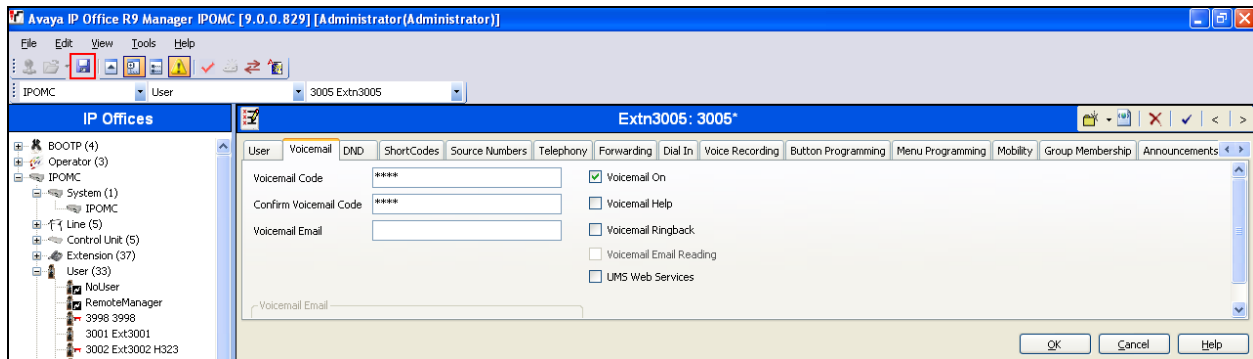 Avaya IP Office R9 Manager IPOMC [9.0.0.829] [Administrator(Administrator)]
File Edit View Tools Help
IPOMC User 3005 Extn3005
IP Offices Extn3005: 3005*
BOOTP (4)
Operator (3)
IPOMC
System (1)
IPOMC
Line (5)
Control Unit (5)
Extension (37)
User (33)
NoUser
RemoteManager
3998 3998
3001 Ext3001
3002 Ext3002 H323
User Voicemail DND ShortCodes Source Numbers Telephony Forwarding Dial In Voice Recording Button Programming Menu Programming Mobility Group Membership Announcements
Voicemail Code **** Voicemail On
Confirm Voicemail Code **** Voicemail Help
Voicemail Email Voicemail Ringback
Voicemail Email Reading
UMS Web Services
Voicemail Email
OK Cancel Help